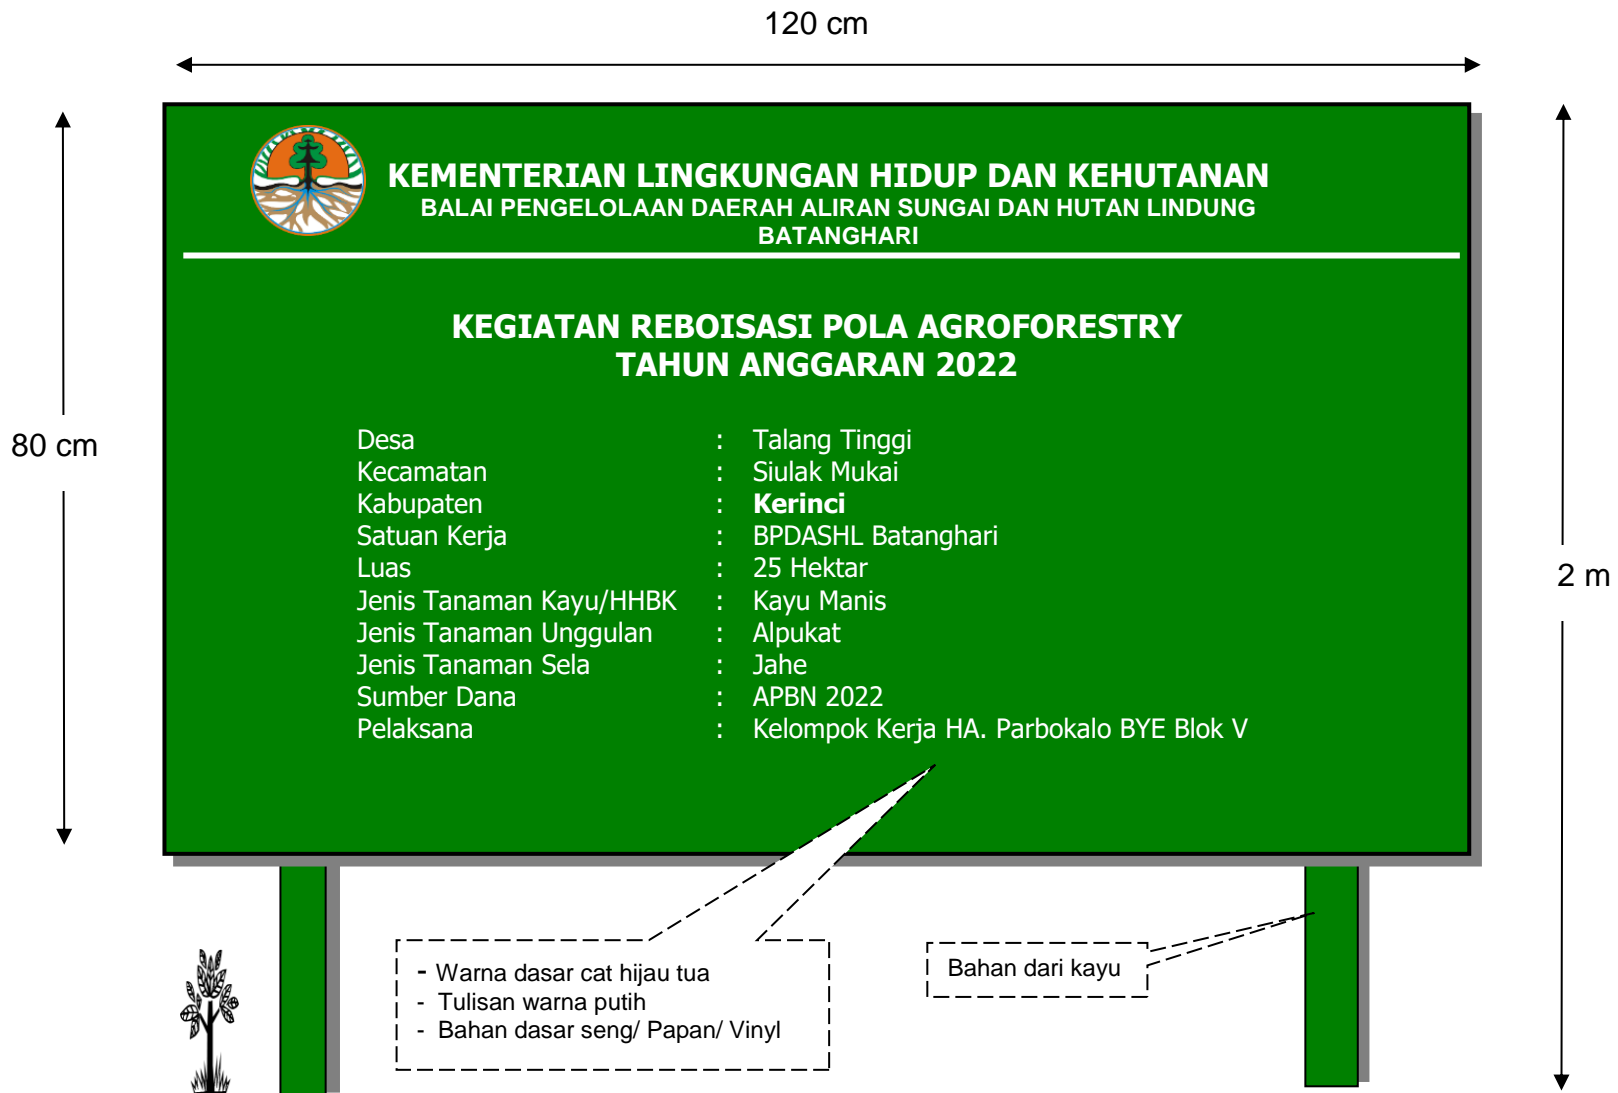 120 cm
KEMENTERIAN LINGKUNGAN HIDUP DAN KEHUTANAN
BALAI PENGELOLAAN DAERAH ALIRAN SUNGAI DAN HUTAN LINDUNG
BATANGHARI
KEGIATAN REBOISASI POLA AGROFORESTRY
TAHUN ANGGARAN 2022
80 cm
Desa : Talang Tinggi
Kecamatan : Siulak Mukai
Kabupaten : Kerinci
Satuan Kerja : BPDASHL Batanghari
Luas : 25 Hektar
Jenis Tanaman Kayu/HHBK : Kayu Manis
Jenis Tanaman Unggulan : Alpukat
Jenis Tanaman Sela : Jahe
Sumber Dana : APBN 2022
Pelaksana : Kelompok Kerja HA. Parbokalo BYE Blok V
2 m
- Warna dasar cat hijau tua
- Tulisan warna putih
- Bahan dasar seng/ Papan/ Vinyl
Bahan dari kayu